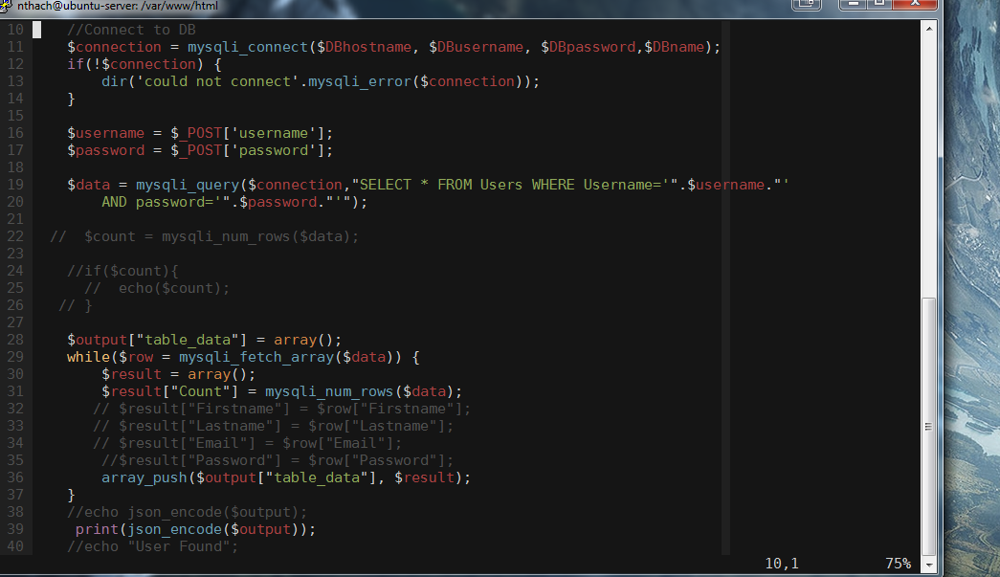 nthach@ubuntu-server: /var/www/html
10     //Connect to DB
11     $connection = mysqli_connect($DBhostname, $DBusername, $DBpassword,$DBname);
12     if(!$connection) {
13         dir('could not connect'.mysqli_error($connection));
14     }
15
16     $username = $_POST['username'];
17     $password = $_POST['password'];
18
19     $data = mysqli_query($connection,"SELECT * FROM Users WHERE Username='".$username."'
20         AND password='".$password."'");
21
22   //  $count = mysqli_num_rows($data);
23
24     //if($count){
25       //  echo($count);
26    // }
27
28     $output["table_data"] = array();
29     while($row = mysqli_fetch_array($data)) {
30         $result = array();
31         $result["Count"] = mysqli_num_rows($data);
32        // $result["Firstname"] = $row["Firstname"];
33        // $result["Lastname"] = $row["Lastname"];
34        // $result["Email"] = $row["Email"];
35         //$result["Password"] = $row["Password"];
36         array_push($output["table_data"], $result);
37     }
38     //echo json_encode($output);
39      print(json_encode($output));
40     //echo "User Found";
10,1 75%